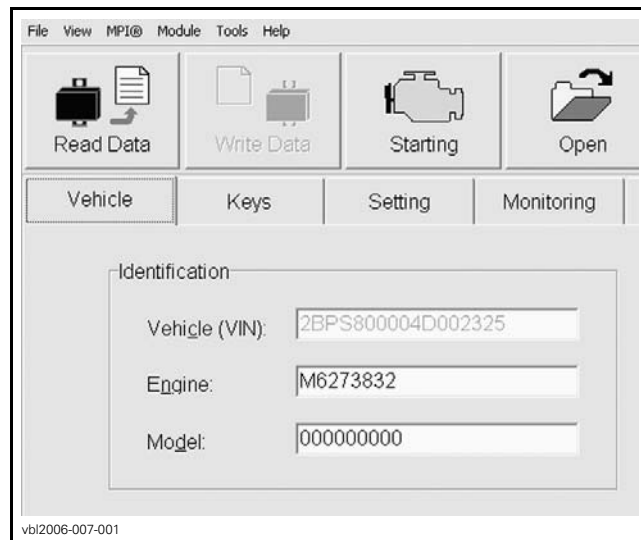 File View MPI® Module Tools Help
Read Data Write Data Starting Open
Vehicle Keys Setting Monitoring
Identification
Vehicle (VIN): 2BPS800004D002325
Engine: M6273832
Model: 000000000
vbl2006-007-001